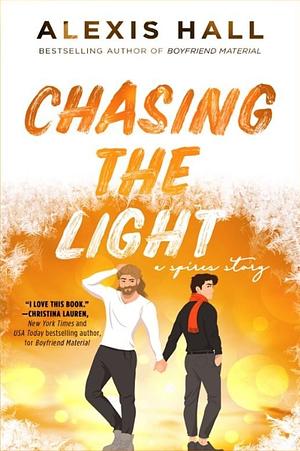 ALEXIS HALL
BESTSELLING AUTHOR OF BOYFRIEND MATERIAL
CHASING
THE
LIGHT
a spires story
"I LOVE THIS BOOK."
—CHRISTINA LAUREN,
New York Times and
USA Today bestselling author,
for Boyfriend Material